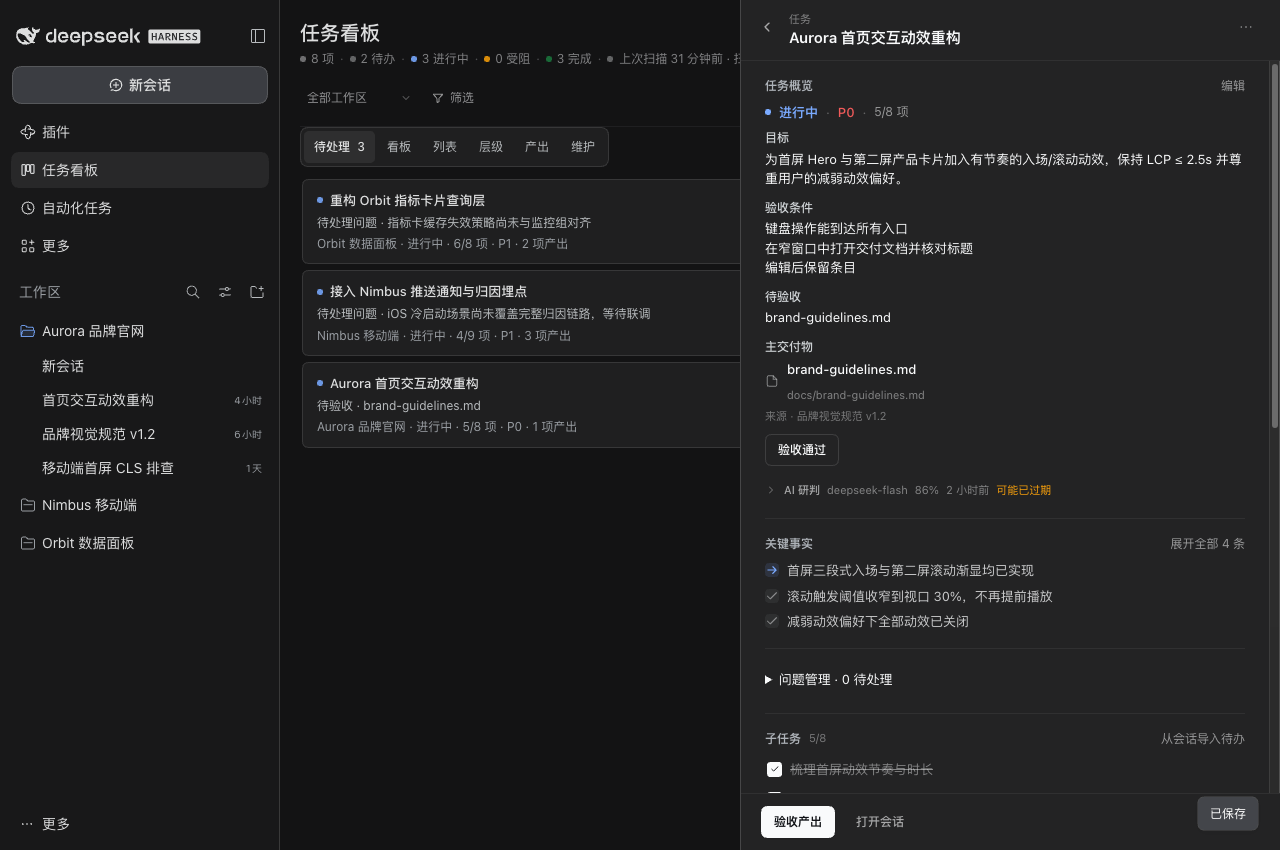 deepseek HARNESS
新会话
插件
任务看板
自动化任务
更多
工作区
Aurora 品牌官网
新会话
首页交互动效重构 4 小时
品牌视觉规范 v1.2 6 小时
移动端首屏 CLS 排查 1 天
Nimbus 移动端
Orbit 数据面板
··· 更多
任务看板
8 项 · 2 待办 · 3 进行中 · 0 受阻 · 3 完成 · 上次扫描 31 分钟前 ·
全部工作区 筛选
待处理 3 看板 列表 层级 产出 维护
重构 Orbit 指标卡片查询层
待处理问题 · 指标卡缓存失效策略尚未与监控组对齐
Orbit 数据面板 · 进行中 · 6/8 项 · P1 · 2 项产出
接入 Nimbus 推送通知与归因埋点
待处理问题 · iOS 冷启动场景尚未覆盖完整归因链路，等待联调
Nimbus 移动端 · 进行中 · 4/9 项 · P1 · 3 项产出
Aurora 首页交互动效重构
待验收 · brand-guidelines.md
Aurora 品牌官网 · 进行中 · 5/8 项 · P0 · 1 项产出
任务
Aurora 首页交互动效重构
···
任务概览 编辑
进行中 · P0 · 5/8 项
目标
为首屏 Hero 与第二屏产品卡片加入有节奏的入场/滚动动效，保持 LCP ≤ 2.5s 并尊
重用户的减弱动效偏好。
验收条件
键盘操作能到达所有入口
在窄窗口中打开交付文档并核对标题
编辑后保留条目
待验收
brand-guidelines.md
主交付物
brand-guidelines.md
docs/brand-guidelines.md
来源 · 品牌视觉规范 v1.2
验收通过
AI 研判 deepseek-flash 86% 2 小时前 可能已过期
关键事实 展开全部 4 条
首屏三段式入场与第二屏滚动渐显均已实现
滚动触发阈值收窄到视口 30%，不再提前播放
减弱动效偏好下全部动效已关闭
问题管理 · 0 待处理
子任务 5/8 从会话导入待办
梳理首屏动效节奏与时长
验收产出 打开会话
已保存